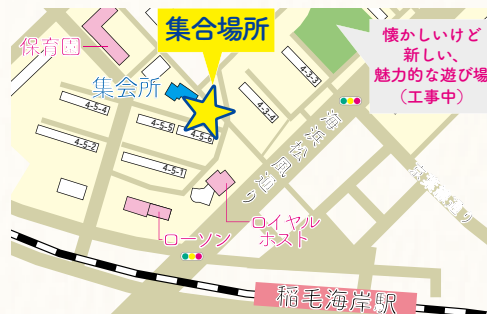 集合場所
保育園
集会所
懐かしいけど
新しい、
魅力的な遊び場
（工事中）
4-3-3
4-3-4
4-5-4
4-5-5
4-5-6
4-5-2
4-5-1
海浜松風通り
ローソン
ロイヤル
ホスト
稲毛海岸駅